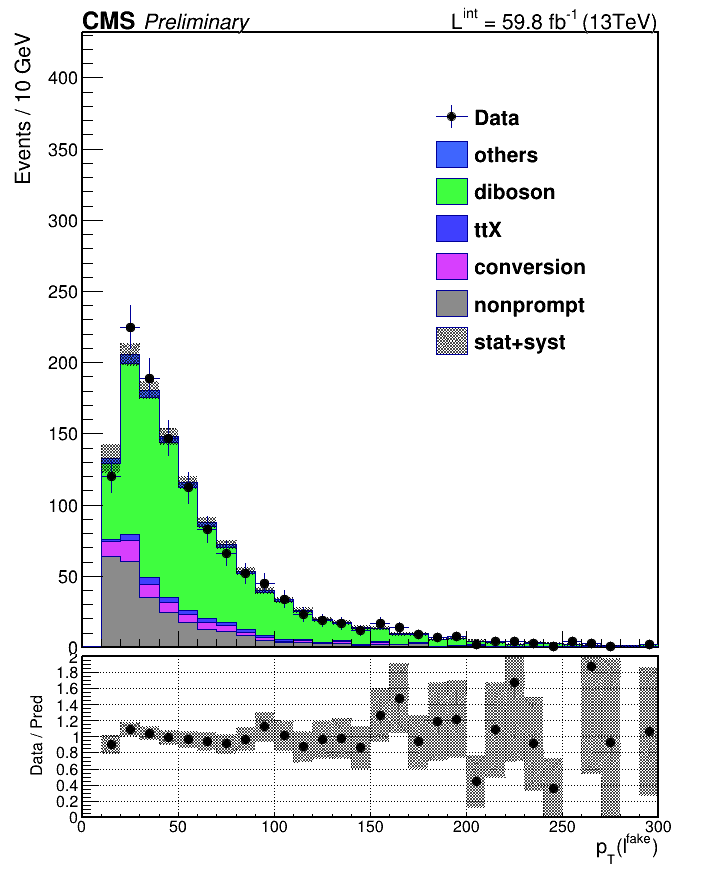 CMS Preliminary L^int = 59.8 fb^-1 (13TeV)
Events / 10 GeV
400
350
300
250
200
150
100
50
0
Data
others
diboson
ttX
conversion
nonprompt
stat+syst
Data / Pred
2
1.8
1.6
1.4
1.2
1
0.8
0.6
0.4
0.2
0
0 50 100 150 200 250 300
p_T(l^fake)